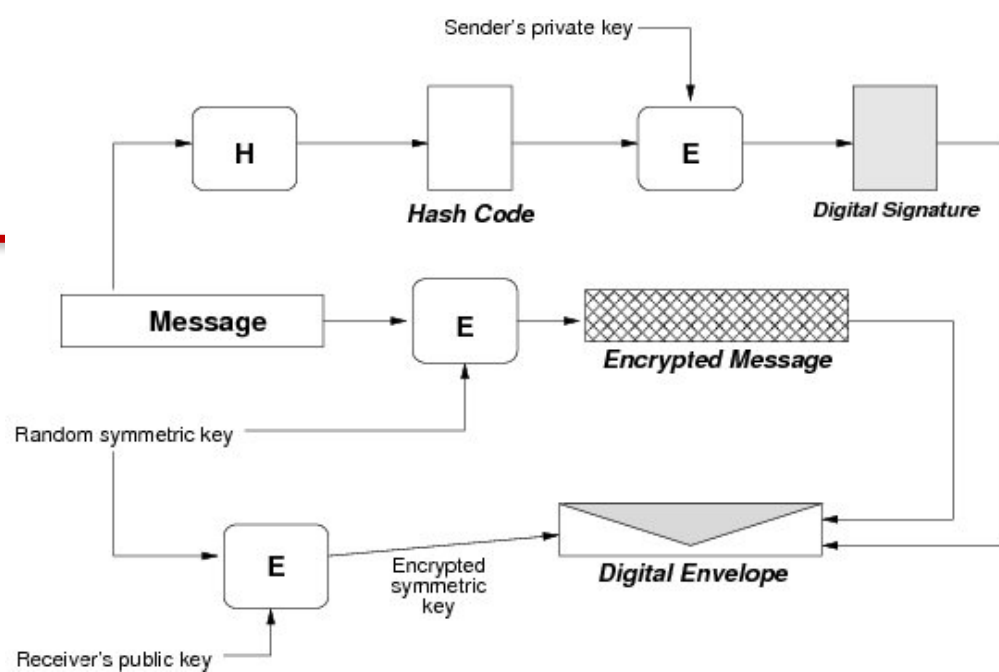 Sender's private key
H
E
Hash Code
Digital Signature
Message
E
Encrypted Message
Random symmetric key
E
Encrypted
symmetric
key
Digital Envelope
Receiver's public key